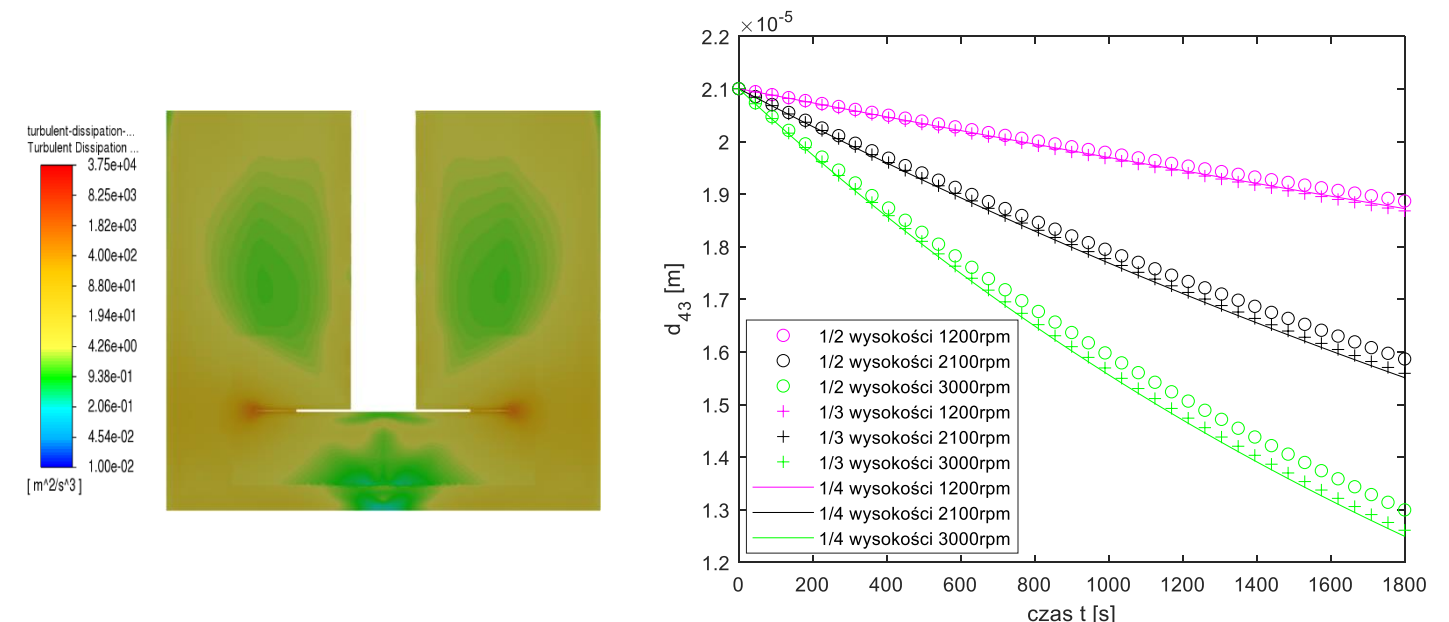 turbulent-dissipation-...
Turbulent Dissipation ...
3.75e+04
8.25e+03
1.82e+03
4.00e+02
8.80e+01
1.94e+01
4.26e+00
9.38e-01
2.06e-01
4.54e-02
1.00e-02
[ m^2/s^3 ]
×10-5
2.2
2.1
2
1.9
1.8
1.7
1.6
1.5
1.4
1.3
1.2
d43 [m]
1/2 wysokości 1200rpm
1/2 wysokości 2100rpm
1/2 wysokości 3000rpm
1/3 wysokości 1200rpm
1/3 wysokości 2100rpm
1/3 wysokości 3000rpm
1/4 wysokości 1200rpm
1/4 wysokości 2100rpm
1/4 wysokości 3000rpm
0 200 400 600 800 1000 1200 1400 1600 1800
czas t [s]